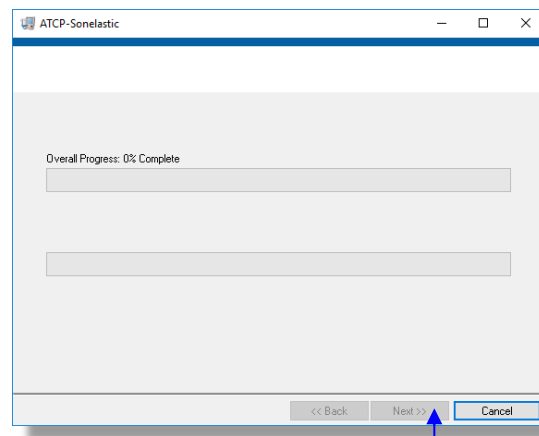 ATCP-Sonelastic
Overall Progress: 0% Complete
<< Back Next >> Cancel